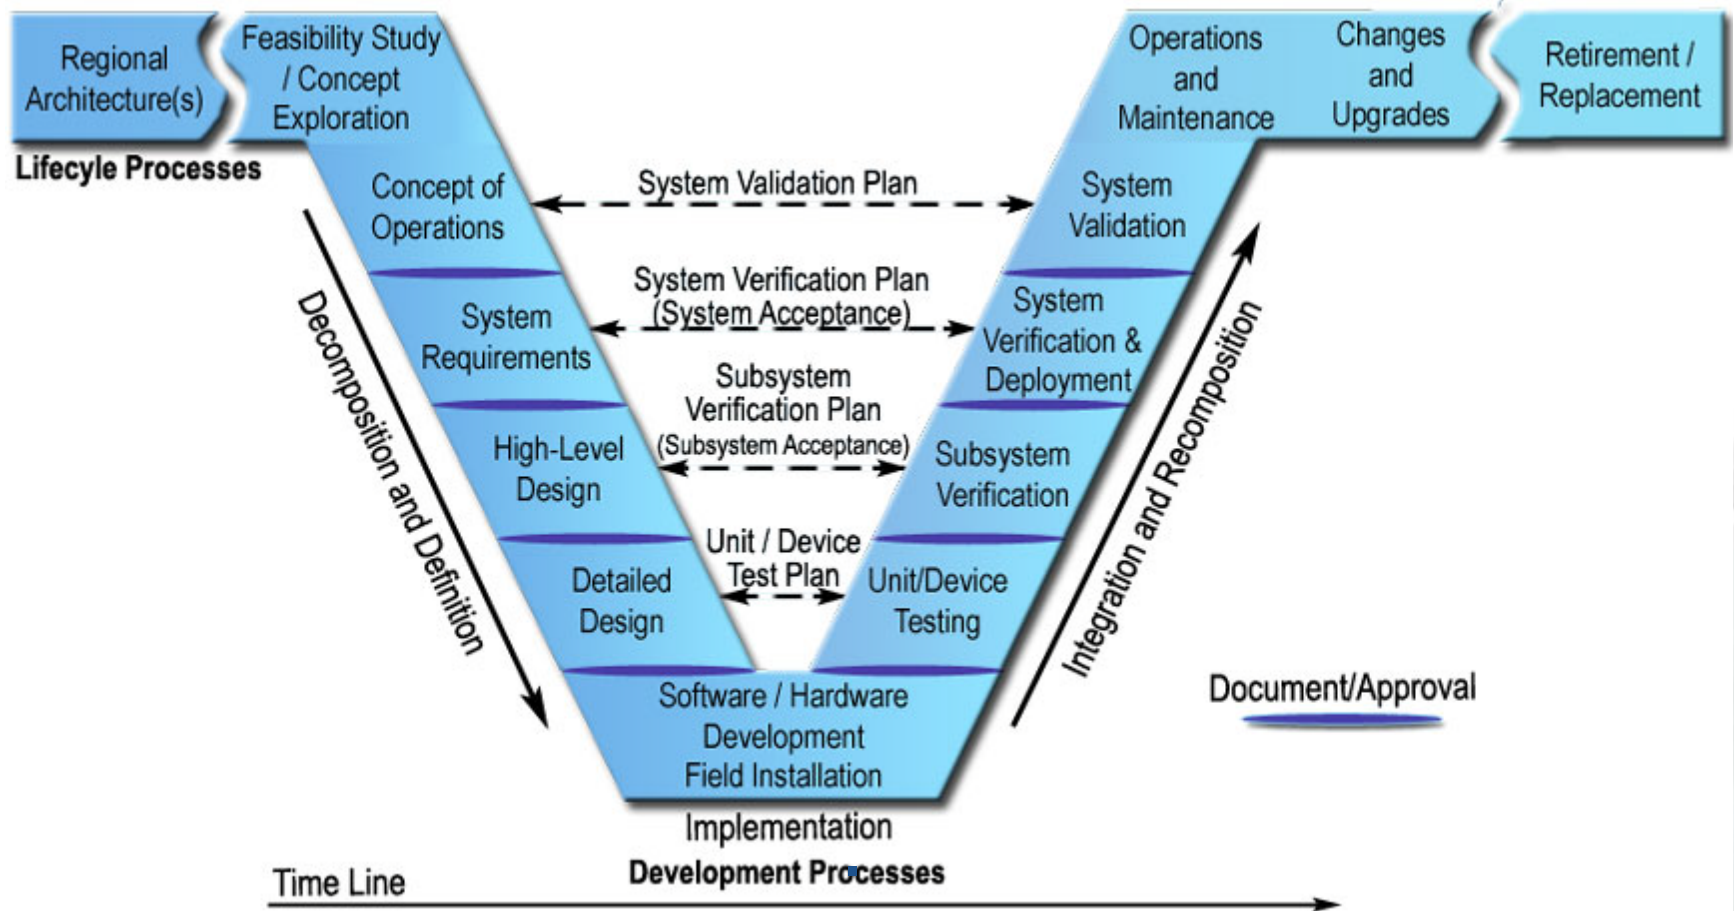 Regional
Architecture(s)
Feasibility Study
/ Concept
Exploration
Operations
and
Maintenance
Changes
and
Upgrades
Retirement /
Replacement
Lifecyle Processes
Concept of
Operations
System Validation Plan
System
Validation
System
Requirements
System Verification Plan
(System Acceptance)
System
Verification &
Deployment
High-Level
Design
Subsystem
Verification Plan
(Subsystem Acceptance)
Subsystem
Verification
Detailed
Design
Unit / Device
Test Plan
Unit/Device
Testing
Decomposition and Definition
Integration and Recomposition
Software / Hardware
Development
Field Installation
Document/Approval
Implementation
Development Processes
Time Line